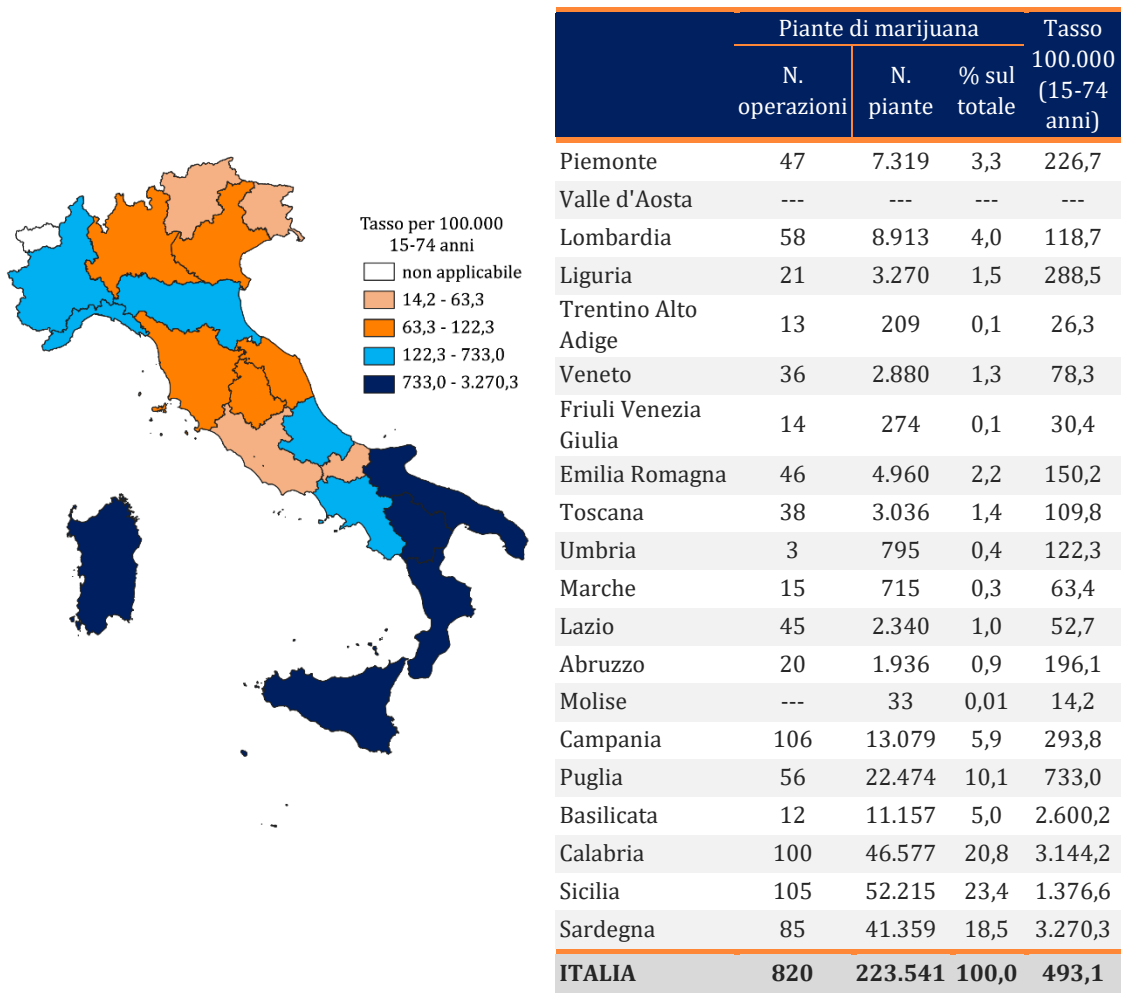 Tasso per 100.000
15-74 anni
non applicabile
14,2 - 63,3
63,3 - 122,3
122,3 - 733,0
733,0 - 3.270,3
Piante di marijuana
Tasso
100.000
(15-74
anni)
N.
operazioni
N.
piante
% sul
totale
Piemonte 47 7.319 3,3 226,7
Valle d'Aosta --- --- --- ---
Lombardia 58 8.913 4,0 118,7
Liguria 21 3.270 1,5 288,5
Trentino Alto
Adige 13 209 0,1 26,3
Veneto 36 2.880 1,3 78,3
Friuli Venezia
Giulia 14 274 0,1 30,4
Emilia Romagna 46 4.960 2,2 150,2
Toscana 38 3.036 1,4 109,8
Umbria 3 795 0,4 122,3
Marche 15 715 0,3 63,4
Lazio 45 2.340 1,0 52,7
Abruzzo 20 1.936 0,9 196,1
Molise --- 33 0,01 14,2
Campania 106 13.079 5,9 293,8
Puglia 56 22.474 10,1 733,0
Basilicata 12 11.157 5,0 2.600,2
Calabria 100 46.577 20,8 3.144,2
Sicilia 105 52.215 23,4 1.376,6
Sardegna 85 41.359 18,5 3.270,3
ITALIA 820 223.541 100,0 493,1